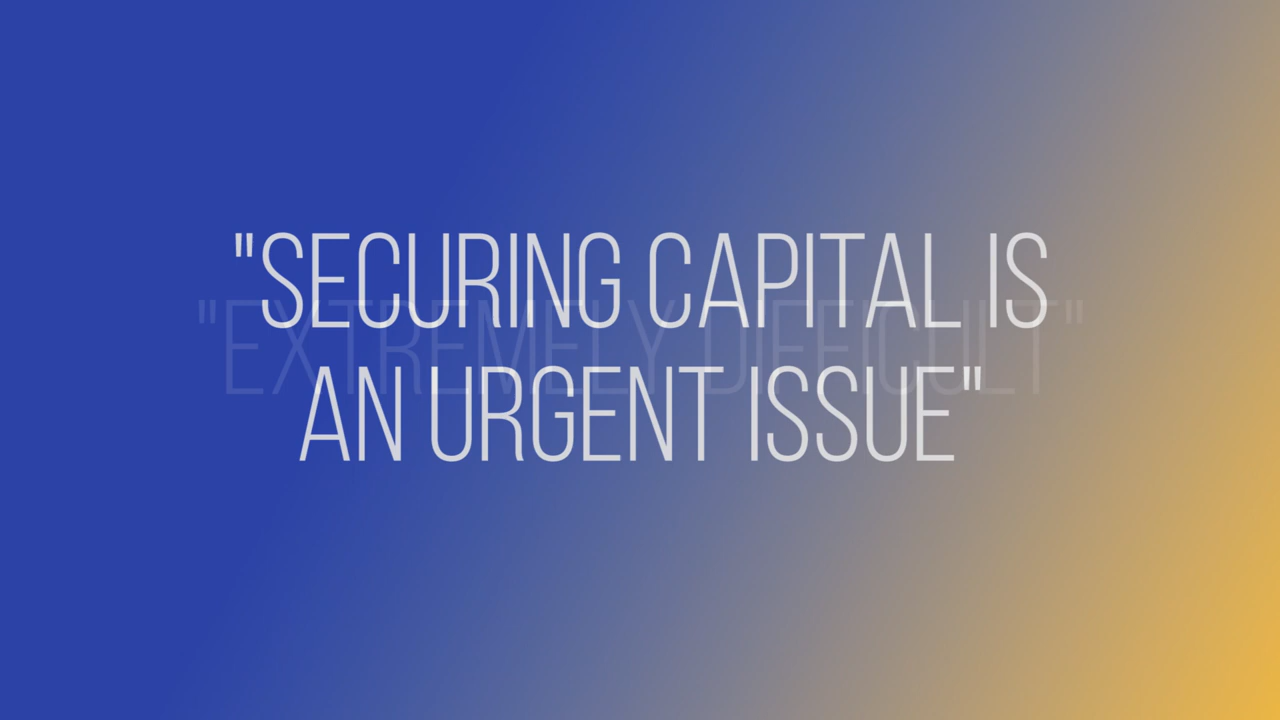 "SECURING CAPITAL IS
"EXTREMELY DIFFICULT"
AN URGENT ISSUE"